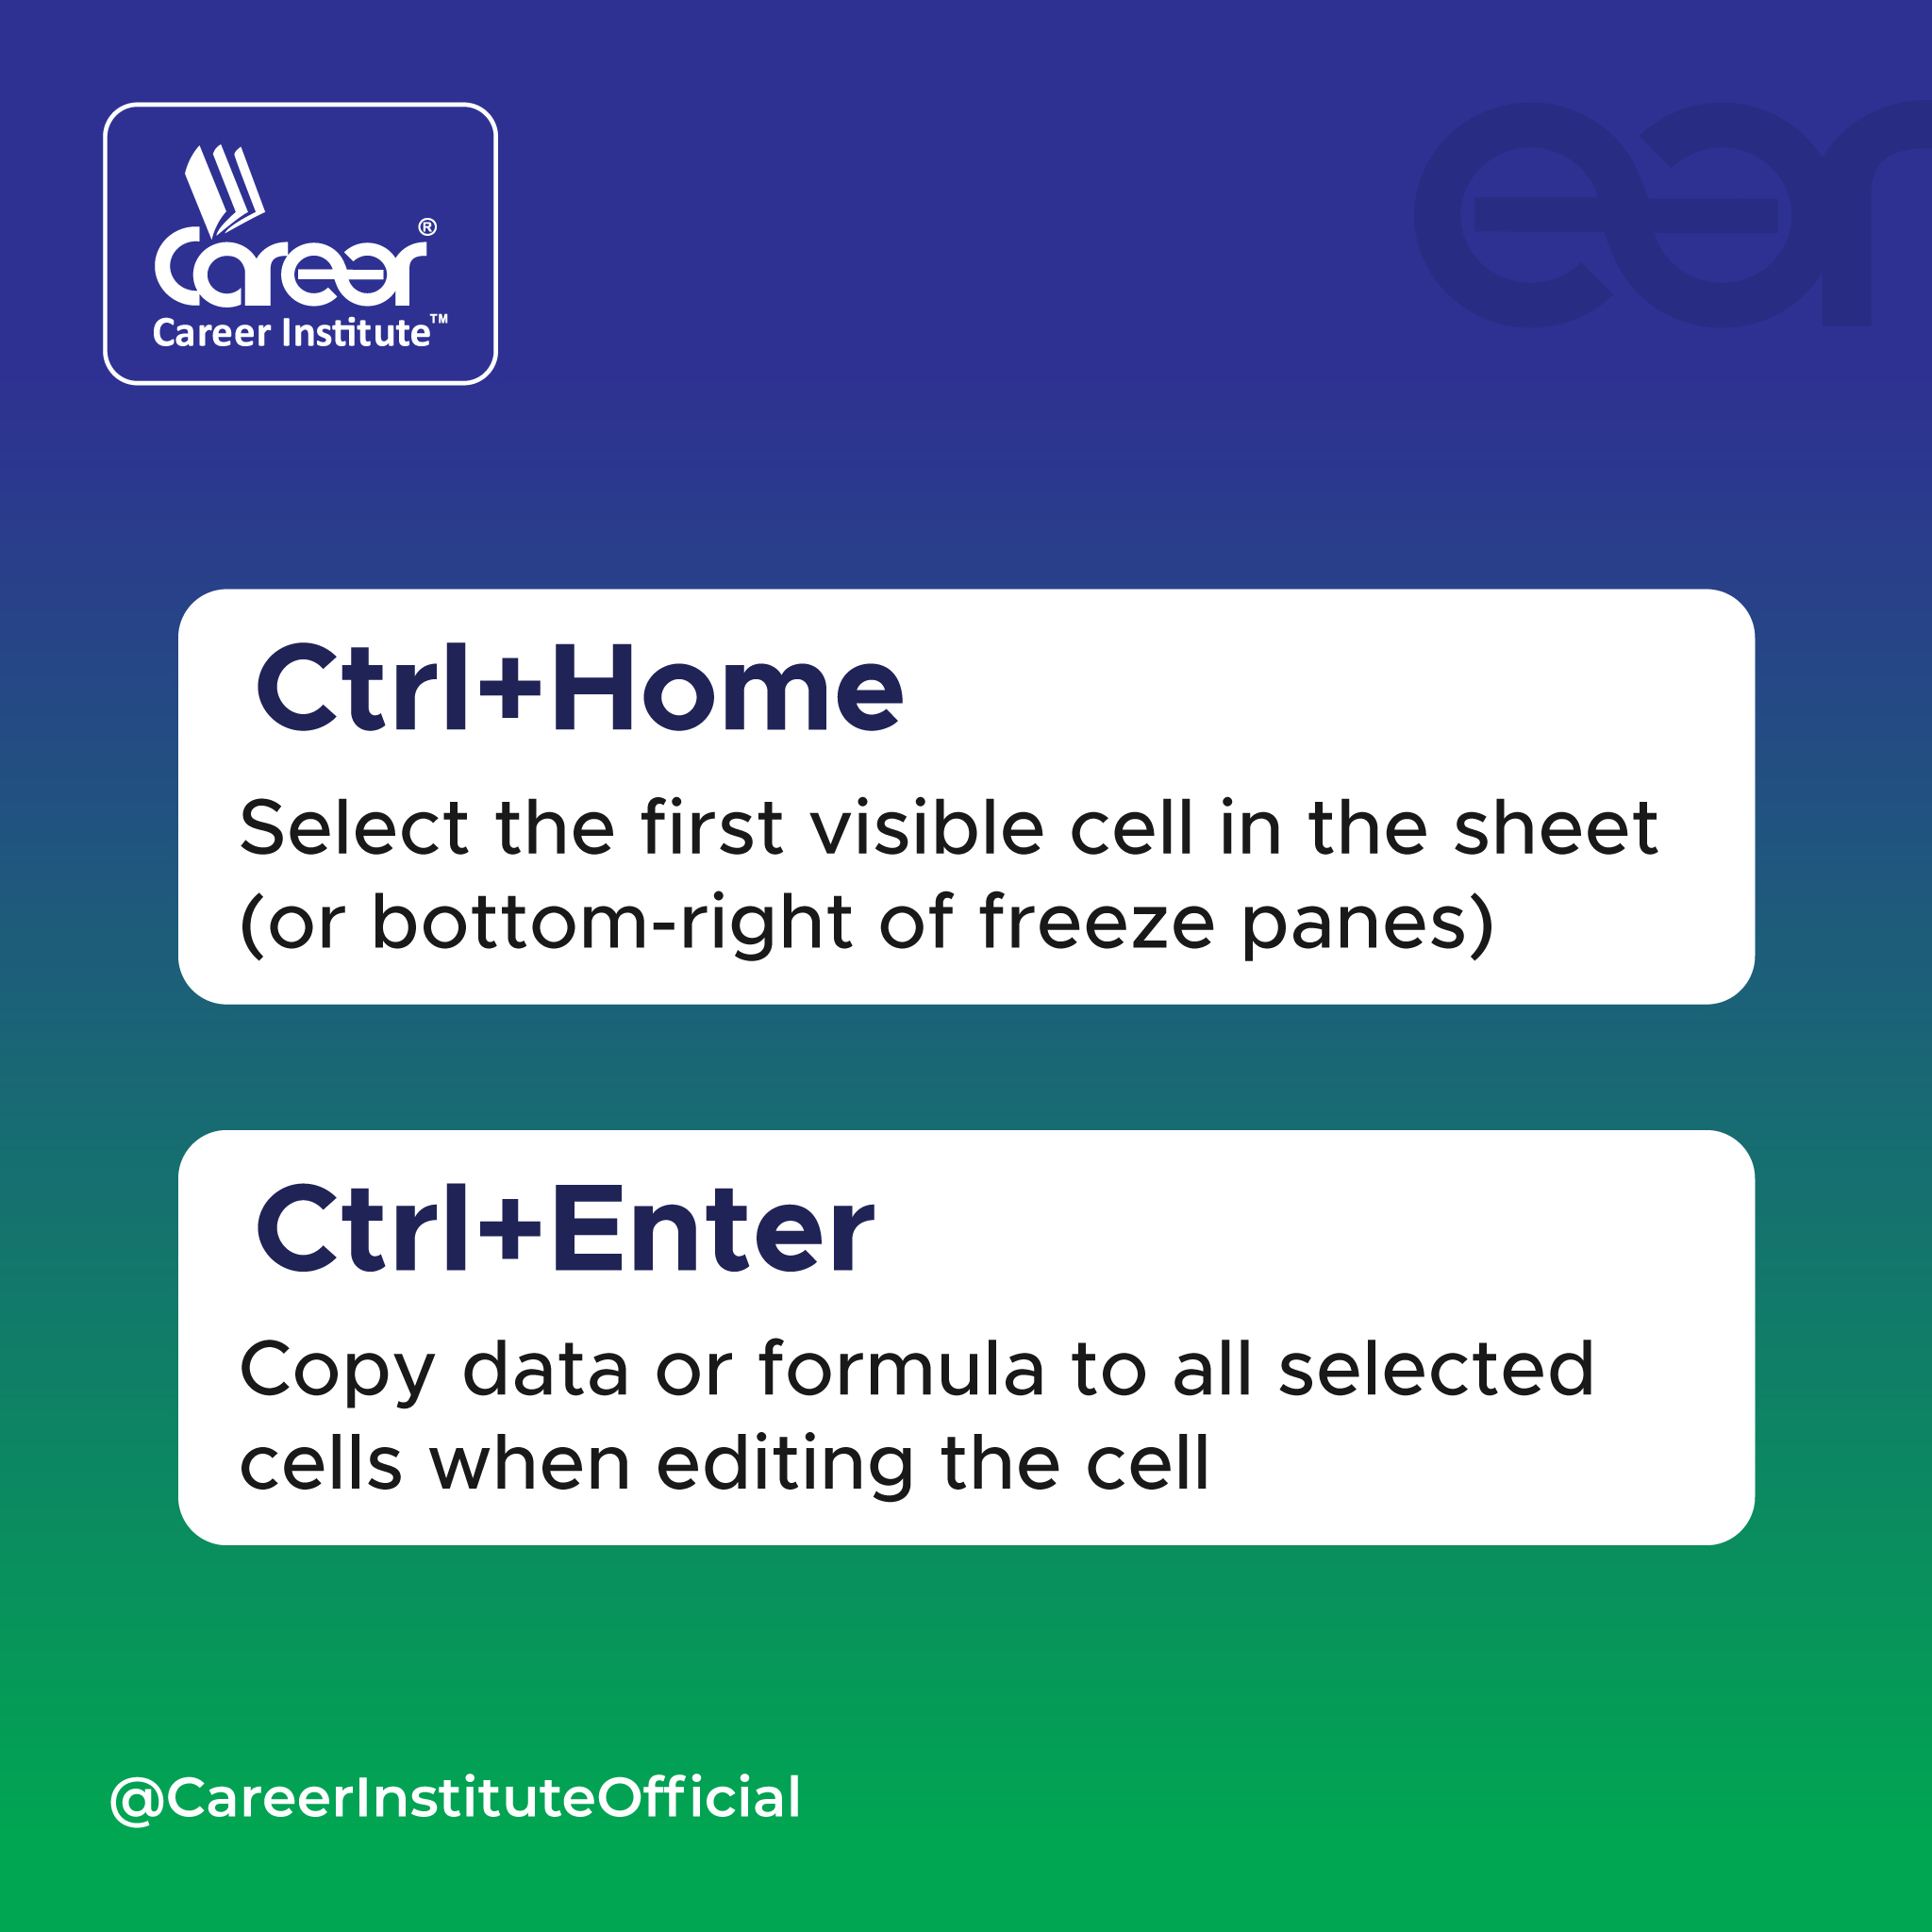 Career®
Career Institute™
eer
Ctrl+Home
Select the first visible cell in the sheet
(or bottom-right of freeze panes)
Ctrl+Enter
Copy data or formula to all selected
cells when editing the cell
@CareerInstituteOfficial